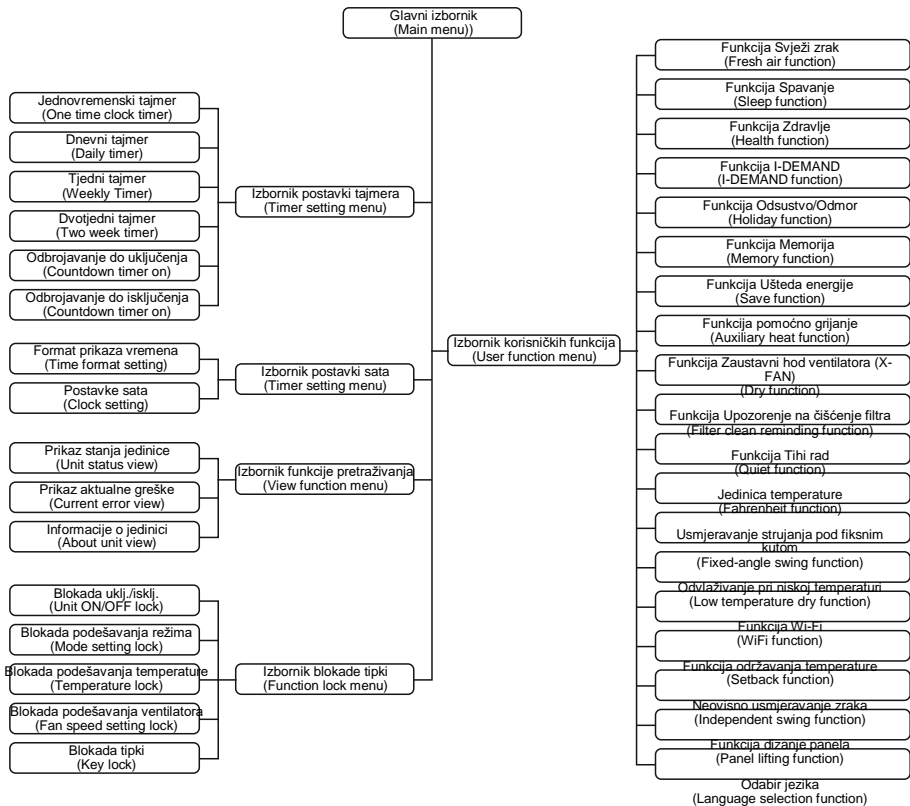 Glavni izbornik
(Main menu))
Jednovremenski tajmer
(One time clock timer)
Dnevni tajmer
(Daily timer)
Tjedni tajmer
(Weekly Timer)
Dvotjedni tajmer
(Two week timer)
Odbrojavanje do uključenja
(Countdown timer on)
Odbrojavanje do isključenja
(Countdown timer on)
Izbornik postavki tajmera
(Timer setting menu)
Format prikaza vremena
(Time format setting)
Postavke sata
(Clock setting)
Izbornik postavki sata
(Timer setting menu)
Prikaz stanja jedinice
(Unit status view)
Prikaz aktualne greške
(Current error view)
Informacije o jedinici
(About unit view)
Izbornik funkcije pretraživanja
(View function menu)
Blokada uklj./isklj.
(Unit ON/OFF lock)
Blokada podešavanja režima
(Mode setting lock)
Blokada podešavanja temperature
(Temperature lock)
Blokada podešavanja ventilatora
(Fan speed setting lock)
Blokada tipki
(Key lock)
Izbornik blokade tipki
(Function lock menu)
Izbornik korisničkih funkcija
(User function menu)
Funkcija Svježi zrak
(Fresh air function)
Funkcija Spavanje
(Sleep function)
Funkcija Zdravlje
(Health function)
Funkcija I-DEMAND
(I-DEMAND function)
Funkcija Odsustvo/Odmor
(Holiday function)
Funkcija Memorija
(Memory function)
Funkcija Ušteda energije
(Save function)
Funkcija pomoćno grijanje
(Auxiliary heat function)
Funkcija Zaustavni hod ventilatora (X-
FAN)
(Dry function)
Funkcija Upozorenje na čišćenje filtra
(Filter clean reminding function)
Funkcija Tihi rad
(Quiet function)
Jedinica temperature
(Fahrenheit function)
Usmjeravanje strujanja pod fiksnim
kutom
(Fixed-angle swing function)
Odvlaživanje pri niskoj temperaturi
(Low temperature dry function)
Funkcija Wi-Fi
(WiFi function)
Funkcija održavanja temperature
(Setback function)
Neovisno usmjeravanje zraka
(Independent swing function)
Funkcija dizanje panela
(Panel lifting function)
Odabir jezika
(Language selection function)